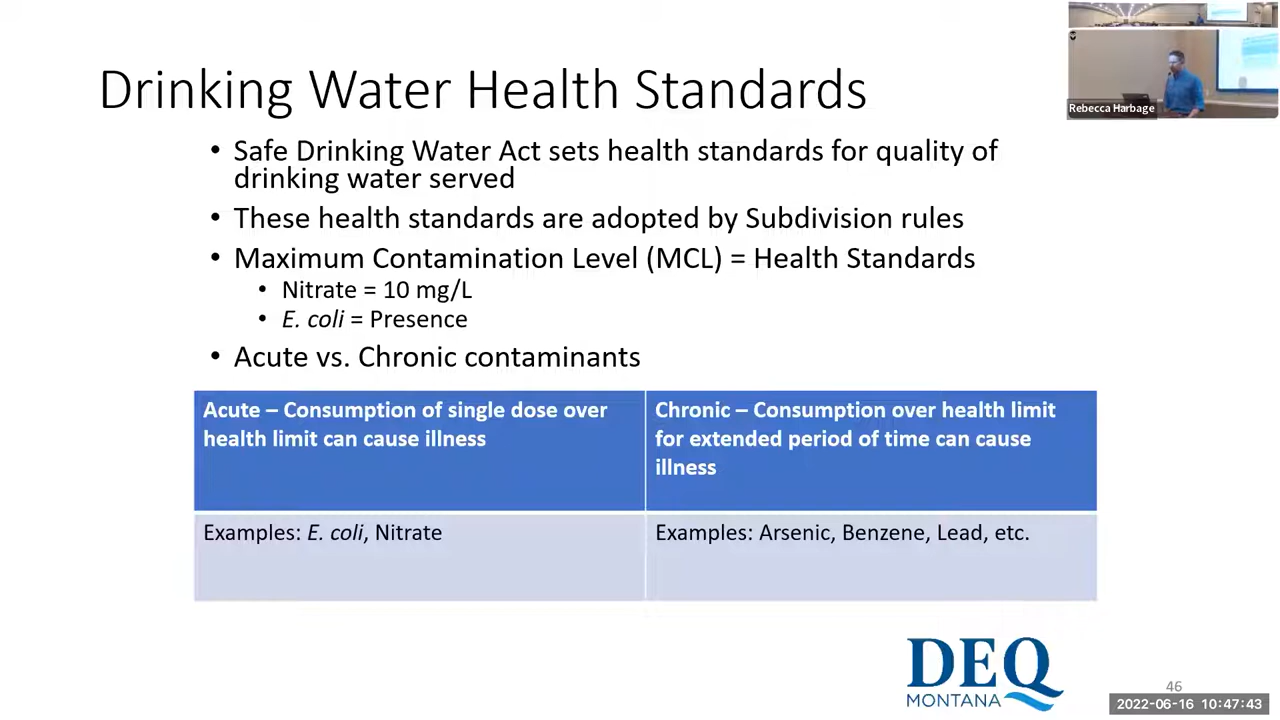 Drinking Water Health Standards
Rebecca Harbage
• Safe Drinking Water Act sets health standards for quality of
drinking water served
• These health standards are adopted by Subdivision rules
• Maximum Contamination Level (MCL) = Health Standards
• Nitrate = 10 mg/L
• E. coli = Presence
• Acute vs. Chronic contaminants
Acute – Consumption of single dose over
health limit can cause illness
Chronic – Consumption over health limit
for extended period of time can cause
illness
Examples: E. coli, Nitrate
Examples: Arsenic, Benzene, Lead, etc.
DEQ
MONTANA
46
2022-06-16 10:47:43